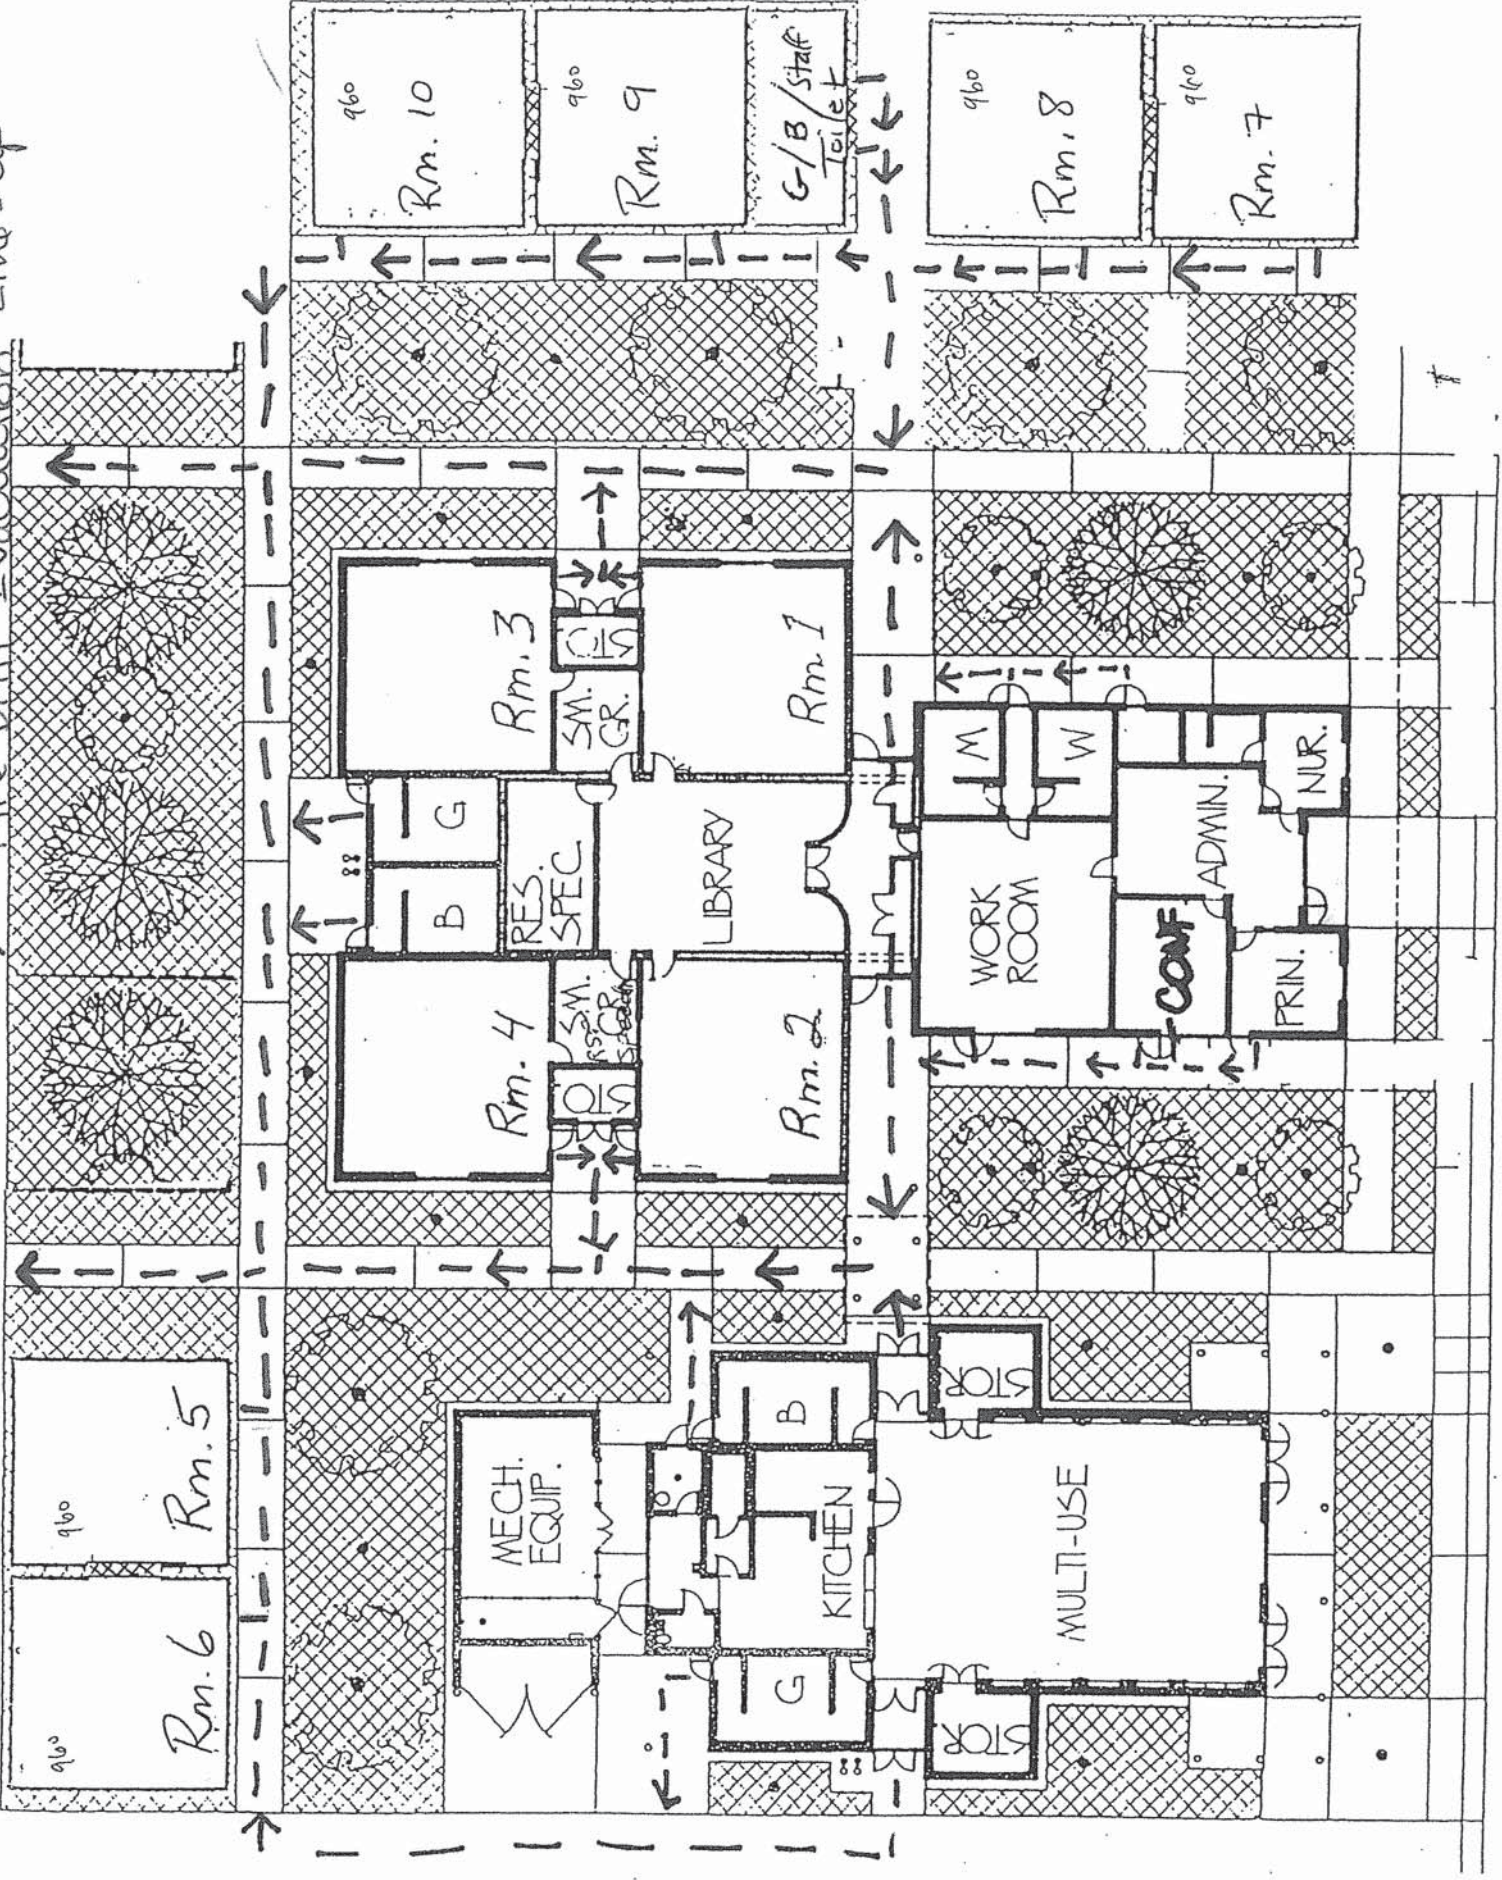 960
Rm. 10
960
Rm. 9
G/B/Staff
Toilet
960
Rm. 8
960
Rm. 7
Rm. 3
STO
SM.
GR.
Rm 1
G
B
RES.
SPEC
LIBRARY
M
W
NUR.
ADMIN.
WORK
ROOM
CONF
PRIN.
Rm. 4
SM.
GR.
STO
Rm. 2
960
Rm. 5
960
Rm. 6
MECH.
EQUIP.
B
KITCHEN
G
STOR
MULTI-USE
STOR